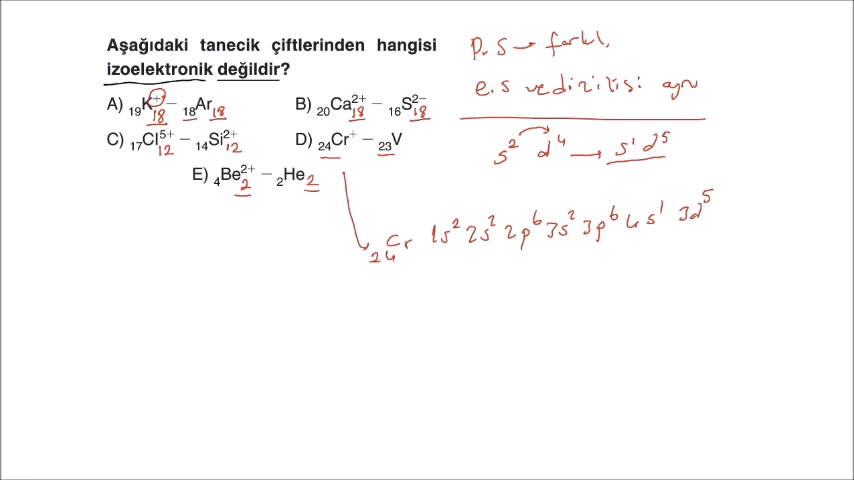 Aşağıdaki tanecik çiftlerinden hangisi
izoelektronik değildir?
A) ₁₉K⁺ − ₁₈Ar
18 18
B) ₂₀Ca²⁺ − ₁₆S²⁻
18 18
C) ₁₇Cl⁵⁺ − ₁₄Si²⁺
12 12
D) ₂₄Cr⁺ − ₂₃V
E) ₄Be²⁺ − ₂He
2 2
p.s → farklı
e.s ve dizilişi aynı
s² d⁴ → s¹ d⁵
₂₄Cr 1s² 2s² 2p⁶ 3s² 3p⁶ 4s¹ 3d⁵